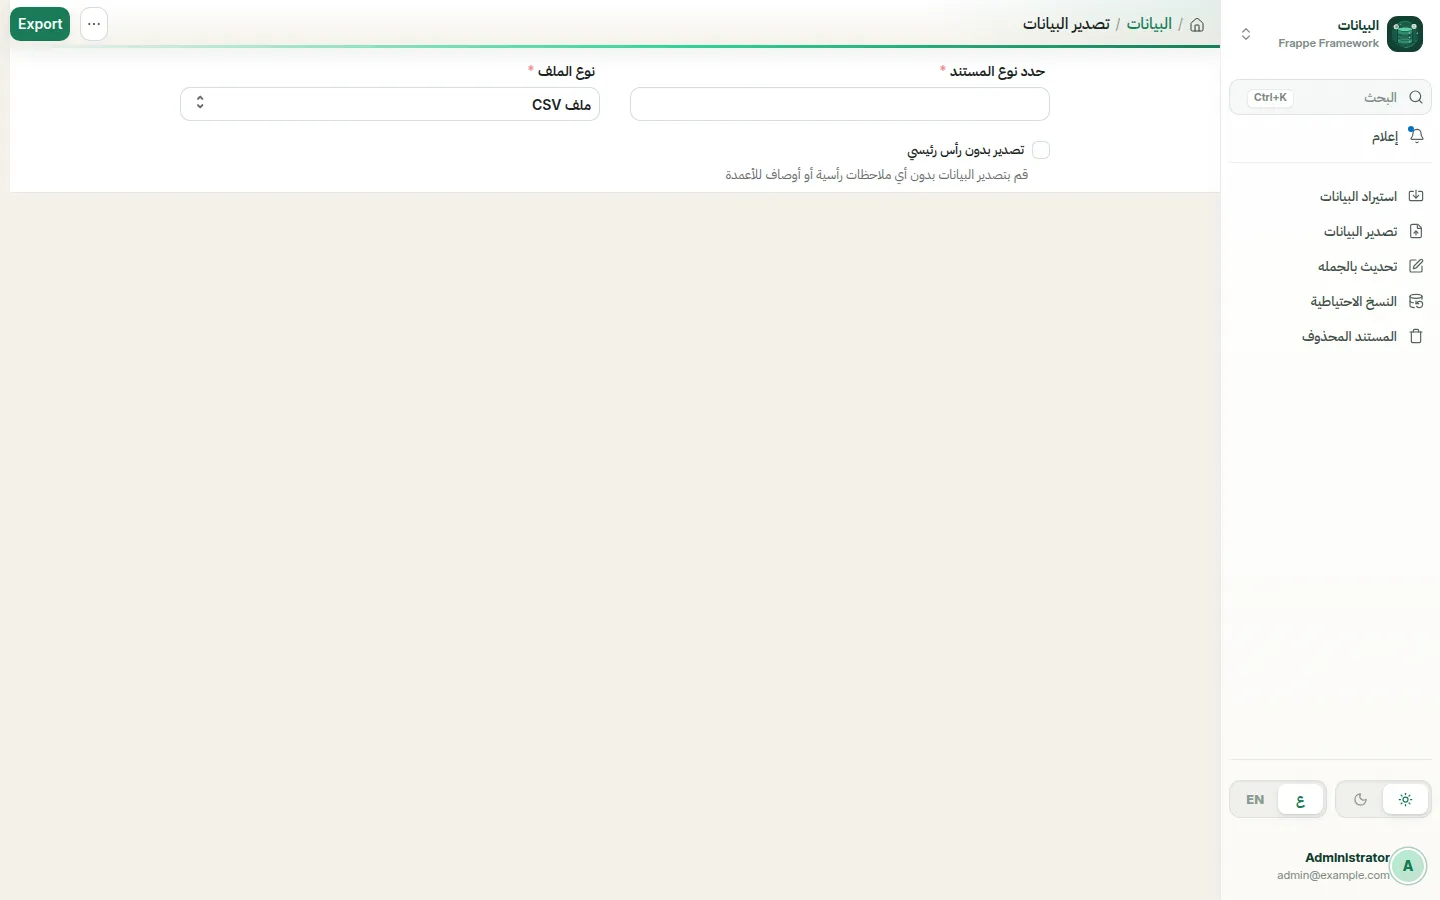 البيانات
Frappe Framework
البحث Ctrl+K
إعلام
استيراد البيانات
تصدير البيانات
تحديث بالجمله
النسخ الاحتياطية
المستند المحذوف
ع EN
Administrator
admin@example.com
A
البيانات / تصدير البيانات
Export
حدد نوع المستند *
نوع الملف *
ملف CSV
تصدير بدون رأس رئيسي
قم بتصدير البيانات بدون أي ملاحظات رأسية أو أوصاف للأعمدة